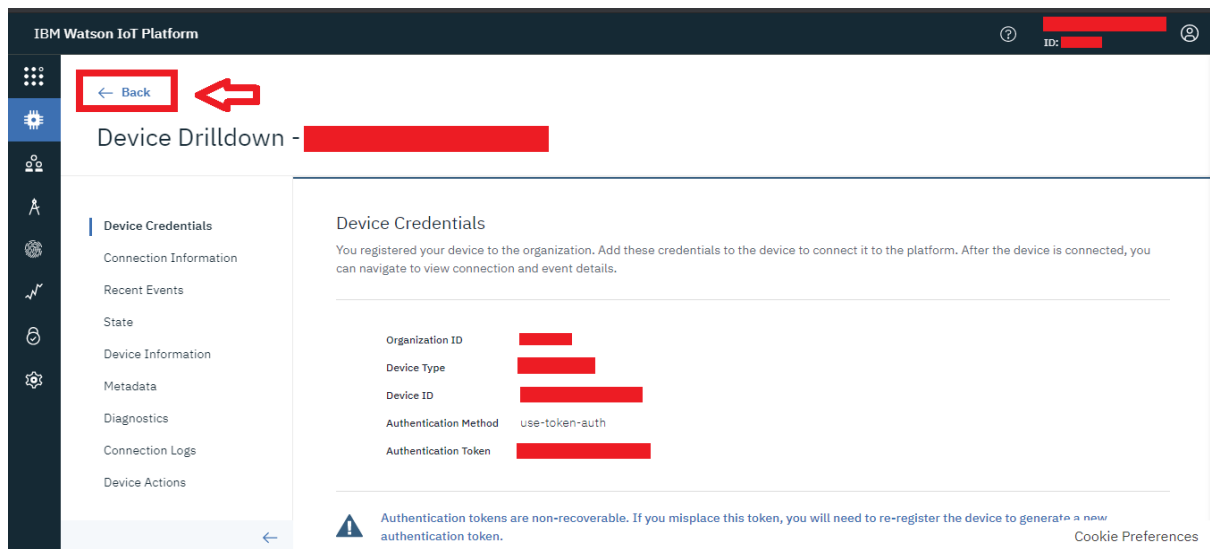 IBM Watson IoT Platform
ID:
← Back
Device Drilldown -
Device Credentials
Connection Information
Recent Events
State
Device Information
Metadata
Diagnostics
Connection Logs
Device Actions
Device Credentials
You registered your device to the organization. Add these credentials to the device to connect it to the platform. After the device is connected, you
can navigate to view connection and event details.
Organization ID
Device Type
Device ID
Authentication Method use-token-auth
Authentication Token
Authentication tokens are non-recoverable. If you misplace this token, you will need to re-register the device to generate a new
authentication token.
Cookie Preferences